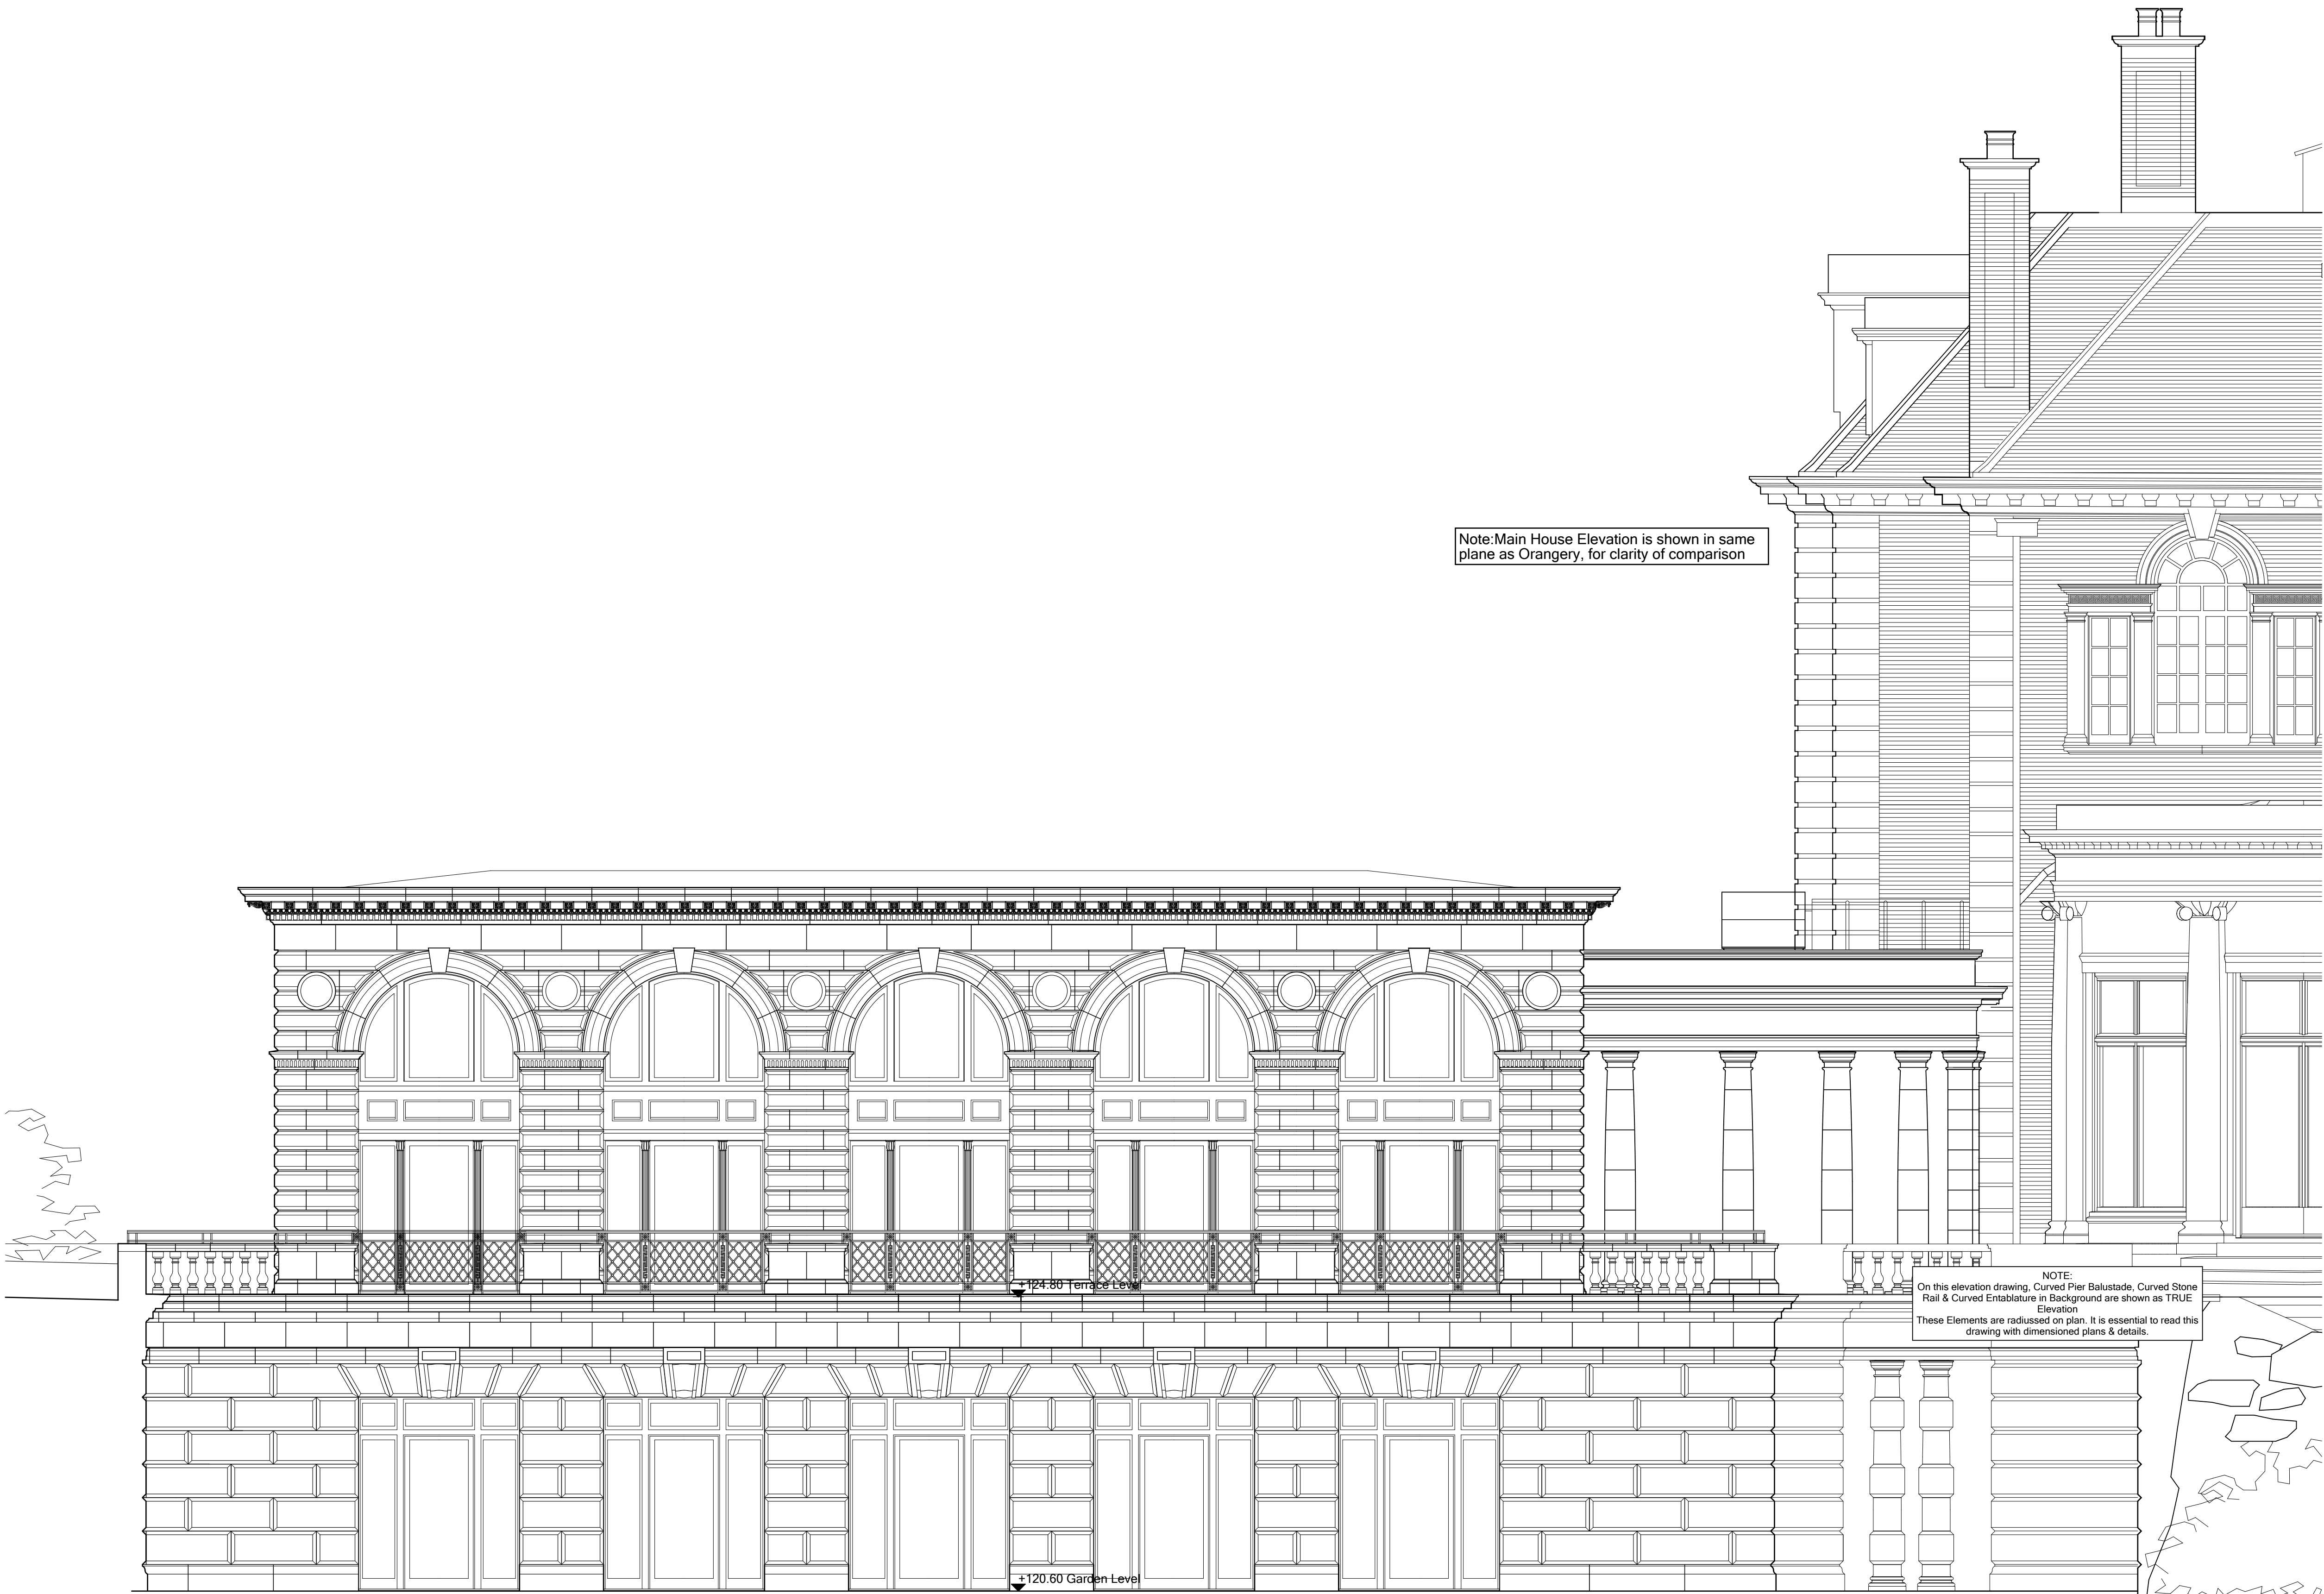 Note:Main House Elevation is shown in same
plane as Orangery, for clarity of comparison
+124.80 Terrace Level
NOTE:
On this elevation drawing, Curved Pier Balustade, Curved Stone
Rail & Curved Entablature in Background are shown as TRUE
Elevation
These Elements are radiussed on plan. It is essential to read this
drawing with dimensioned plans & details.
+120.60 Garden Level